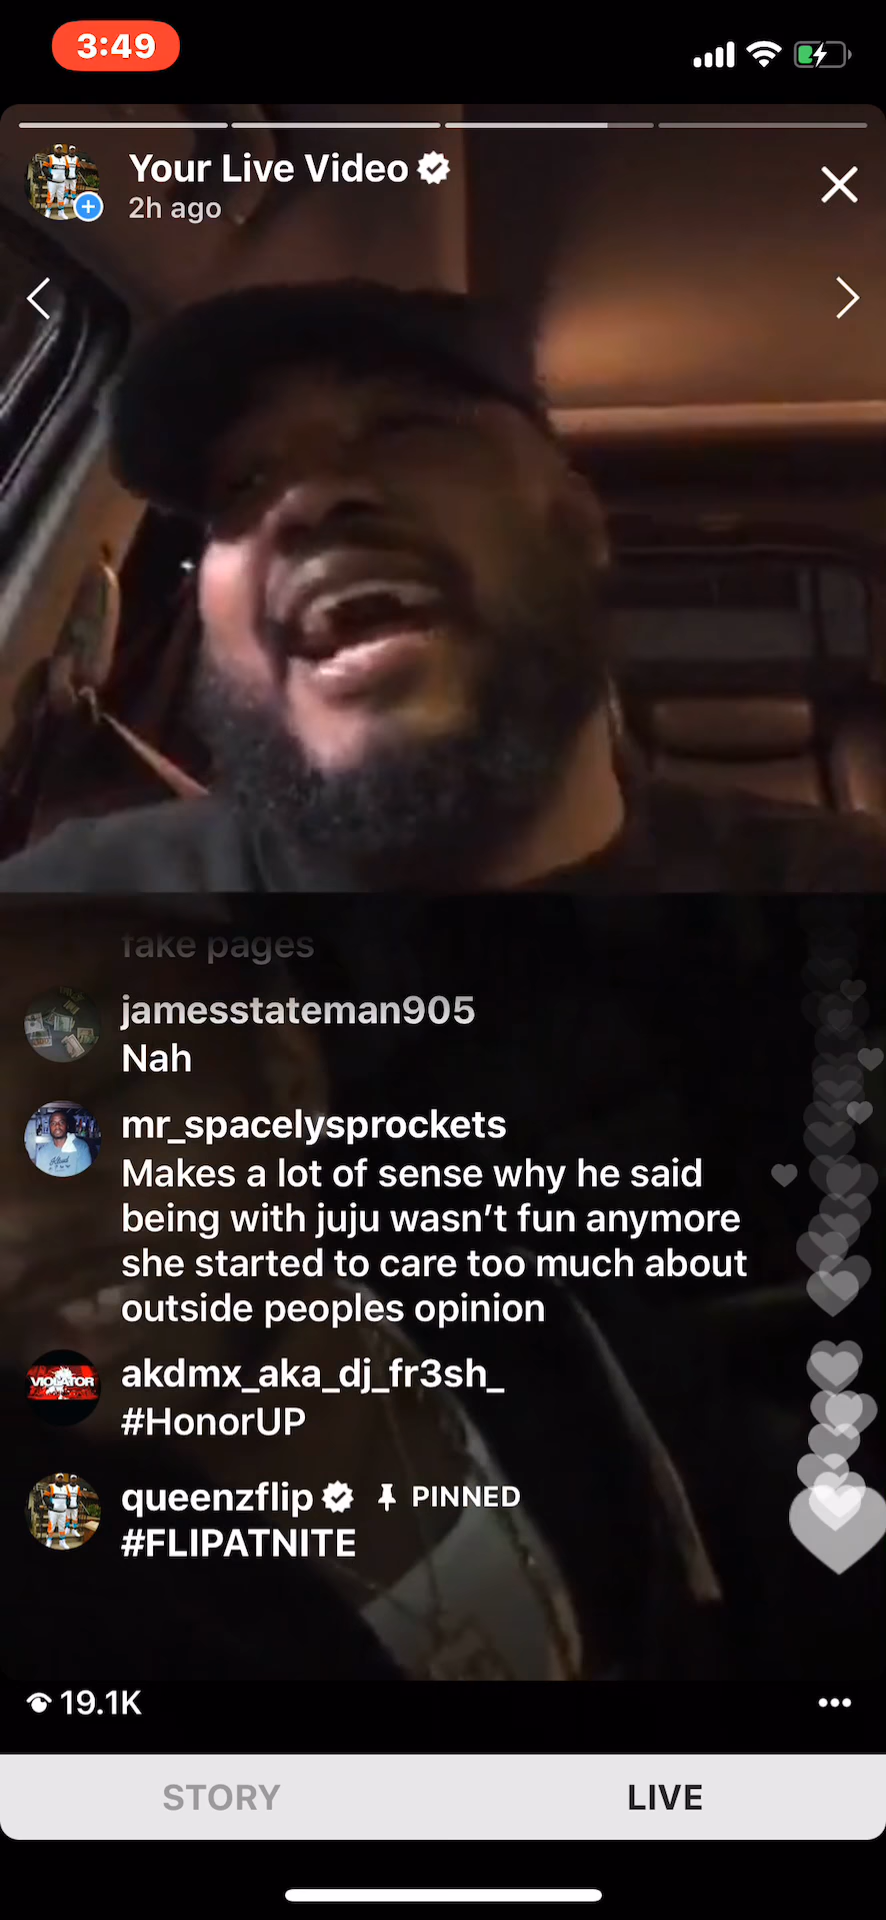 3:49
Your Live Video
2h ago
fake pages
jamesstateman905
Nah
mr_spacelysprockets
Makes a lot of sense why he said
being with juju wasn't fun anymore
she started to care too much about
outside peoples opinion
VIOLATOR
akdmx_aka_dj_fr3sh_
#HonorUP
queenzflip PINNED
#FLIPATNITE
19.1K
STORY LIVE